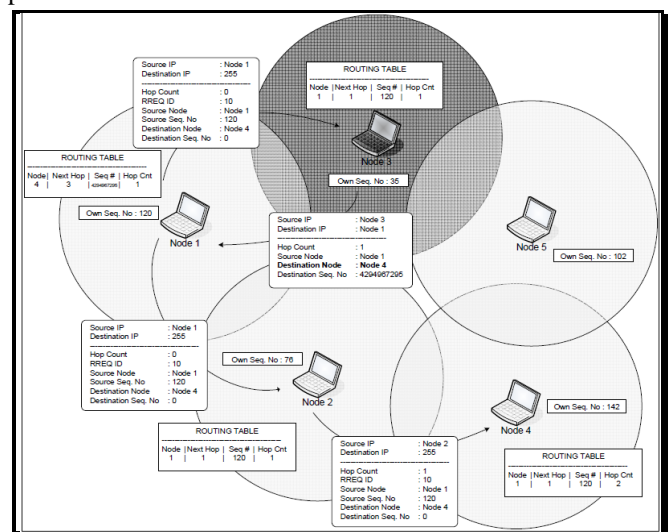 Source IP : Node 1
Destination IP : 255
Hop Count : 0
RREQ ID : 10
Source Node : Node 1
Source Seq. No : 120
Destination Node : Node 4
Destination Seq. No : 0
ROUTING TABLE
Node |Next Hop | Seq # | Hop Cnt
1 | 1 | 120 | 1
Node 3
Own Seq. No : 35
ROUTING TABLE
Node| Next Hop | Seq # | Hop Cnt
4 | 3 |4294967295| 1
Own Seq. No : 120
Node 1
Source IP : Node 3
Destination IP : Node 1
Hop Count : 1
Source Node : Node 1
Destination Node : Node 4
Destination Seq. No : 4294967295
Node 5
Own Seq. No : 102
Source IP : Node 1
Destination IP : 255
Hop Count : 0
RREQ ID : 10
Source Node : Node 1
Source Seq. No : 120
Destination Node : Node 4
Destination Seq. No : 0
Own Seq. No : 76
Node 2
Own Seq. No : 142
Node 4
ROUTING TABLE
Node |Next Hop | Seq # | Hop Cnt
1 | 1 | 120 | 1
Source IP : Node 2
Destination IP : 255
Hop Count : 1
RREQ ID : 10
Source Node : Node 1
Source Seq. No : 120
Destination Node : Node 4
Destination Seq. No : 0
ROUTING TABLE
Node |Next Hop | Seq # | Hop Cnt
1 | 1 | 120 | 2